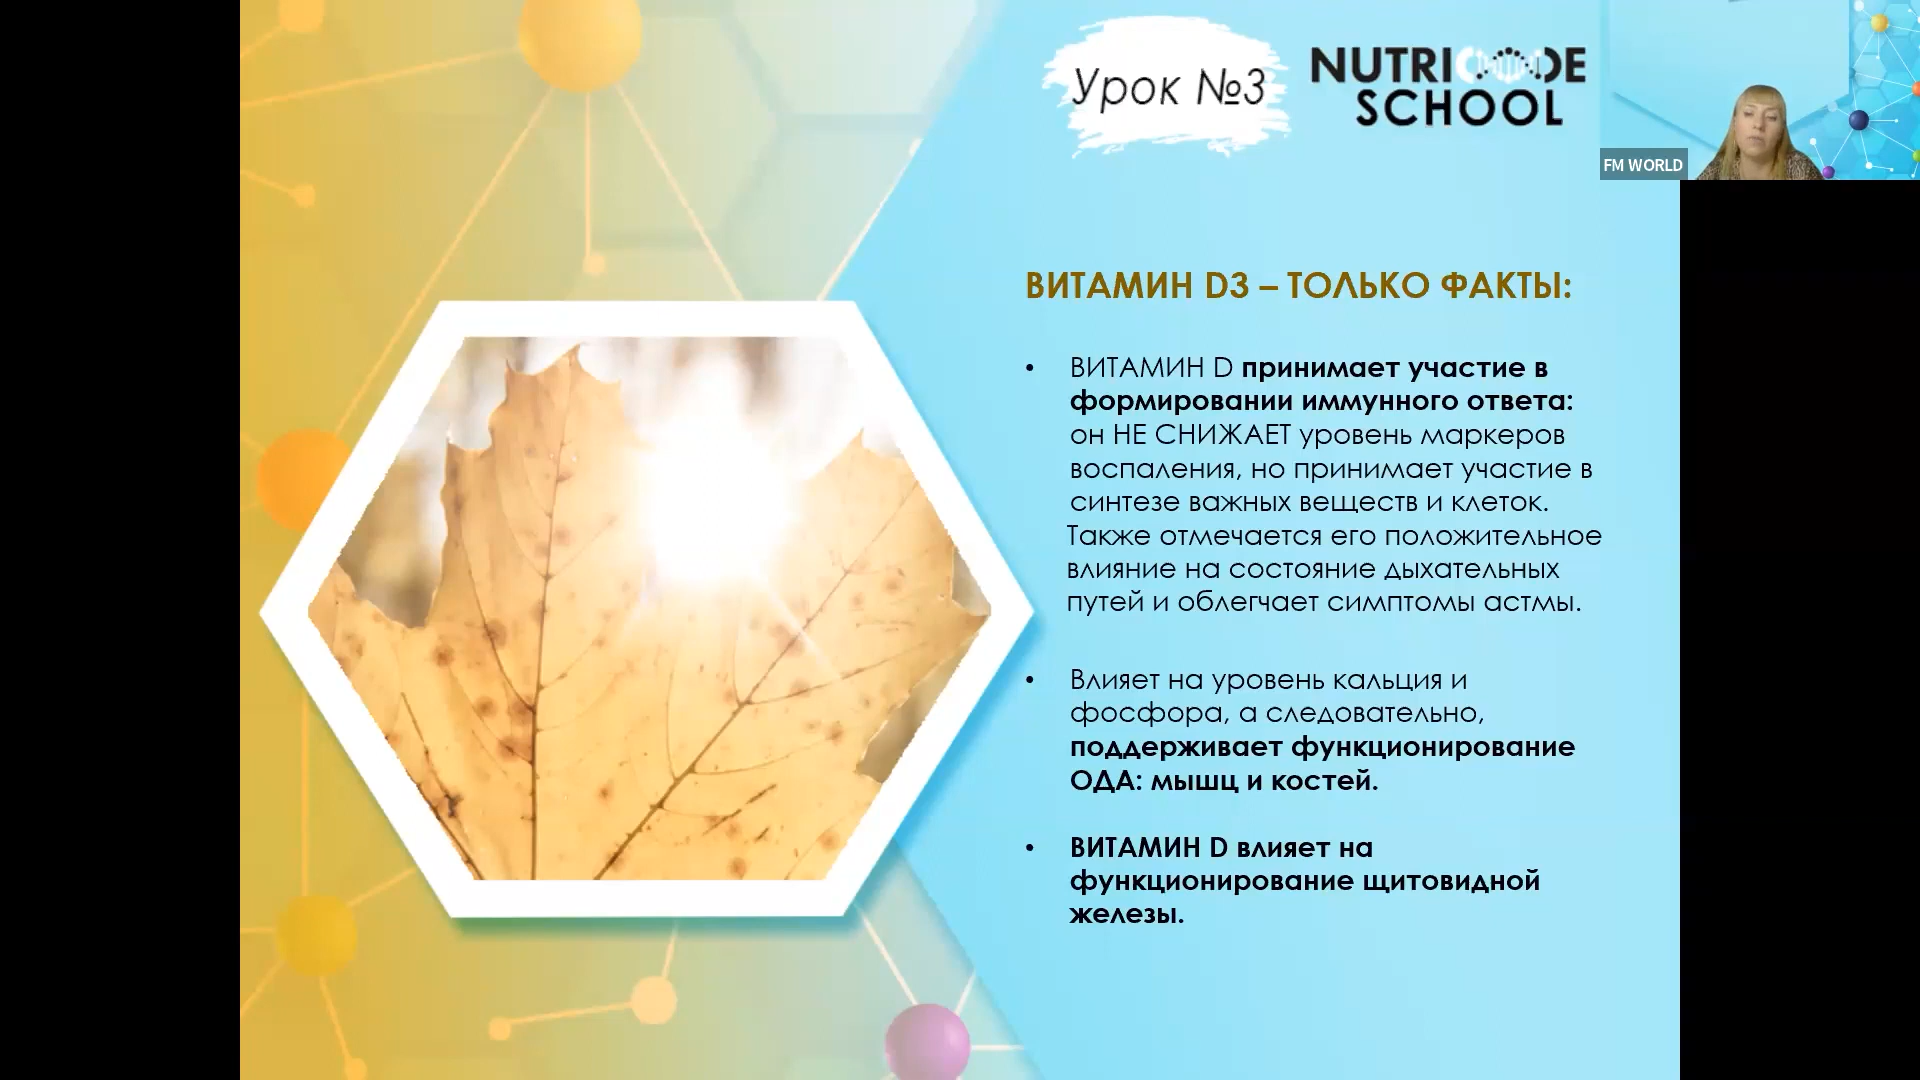 Урок №3
NUTRICODE
SCHOOL
FM WORLD
ВИТАМИН D3 – ТОЛЬКО ФАКТЫ:
• ВИТАМИН D принимает участие в
формировании иммунного ответа:
он НЕ СНИЖАЕТ уровень маркеров
воспаления, но принимает участие в
синтезе важных веществ и клеток.
Также отмечается его положительное
влияние на состояние дыхательных
путей и облегчает симптомы астмы.
• Влияет на уровень кальция и
фосфора, а следовательно,
поддерживает функционирование
ОДА: мышц и костей.
• ВИТАМИН D влияет на
функционирование щитовидной
железы.